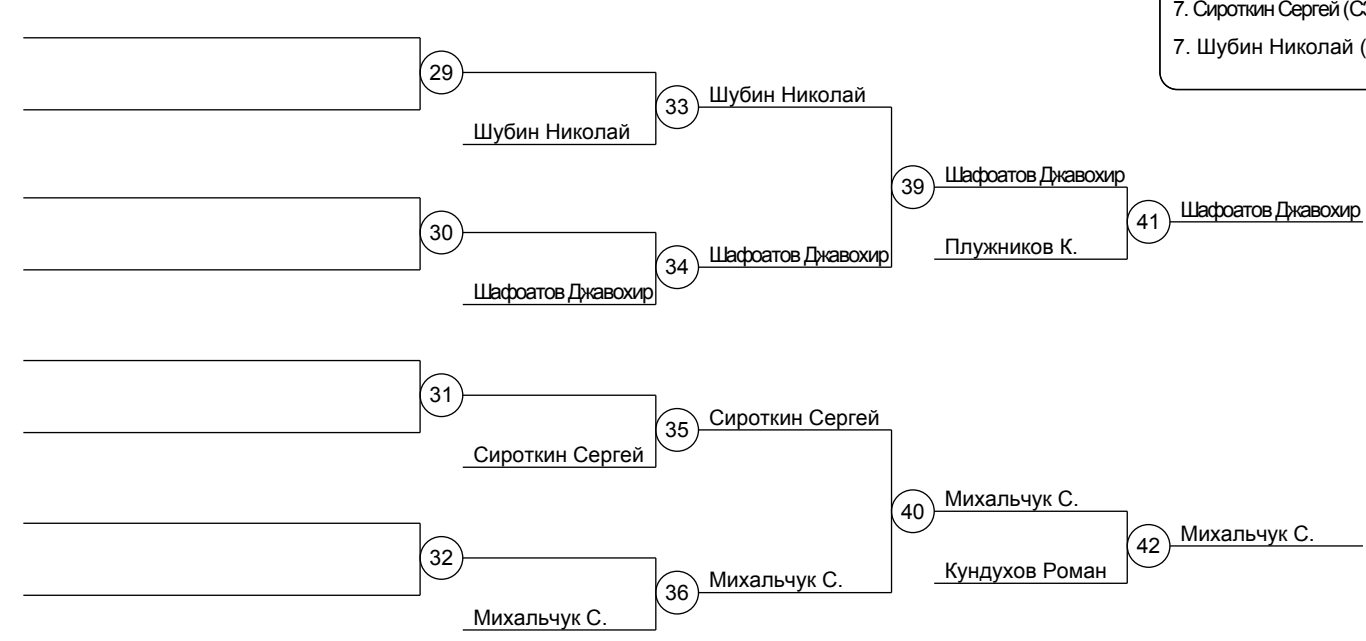 7. Сироткин Сергей (
7. Шубин Николай (
29
33
Шубин Николай
Шубин Николай
39
Шафоатов Джавохир
41
Шафоатов Джавохир
30
Плужников К.
34
Шафоатов Джавохир
Шафоатов Джавохир
31
35
Сироткин Сергей
Сироткин Сергей
40
Михальчук С.
42
Михальчук С.
32
Кундухов Роман
36
Михальчук С.
Михальчук С.